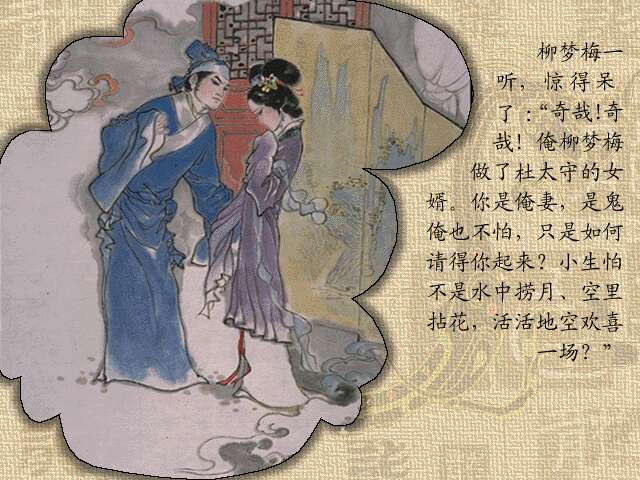 柳梦梅一
听，惊得呆
了：“奇哉！奇
哉！俺柳梦梅
做了杜太守的女
婿。你是俺妻，是鬼
俺也不怕，只是如何
请得你起来？小生怕
不是水中捞月、空里
拈花，活活地空欢喜
一场？”